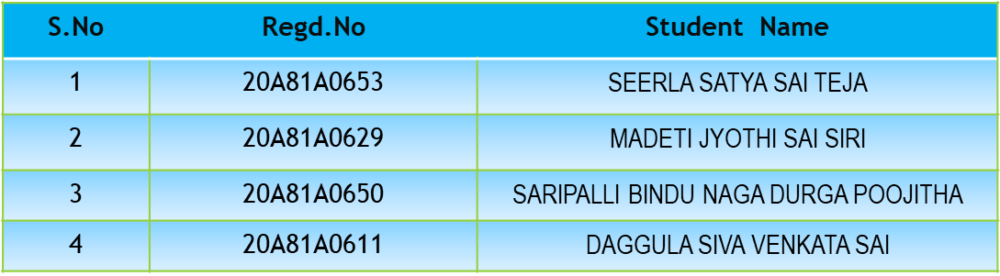 S.No Regd.No Student Name
1 20A81A0653 SEERLA SATYA SAI TEJA
2 20A81A0629 MADETI JYOTHI SAI SIRI
3 20A81A0650 SARIPALLI BINDU NAGA DURGA POOJITHA
4 20A81A0611 DAGGULA SIVA VENKATA SAI